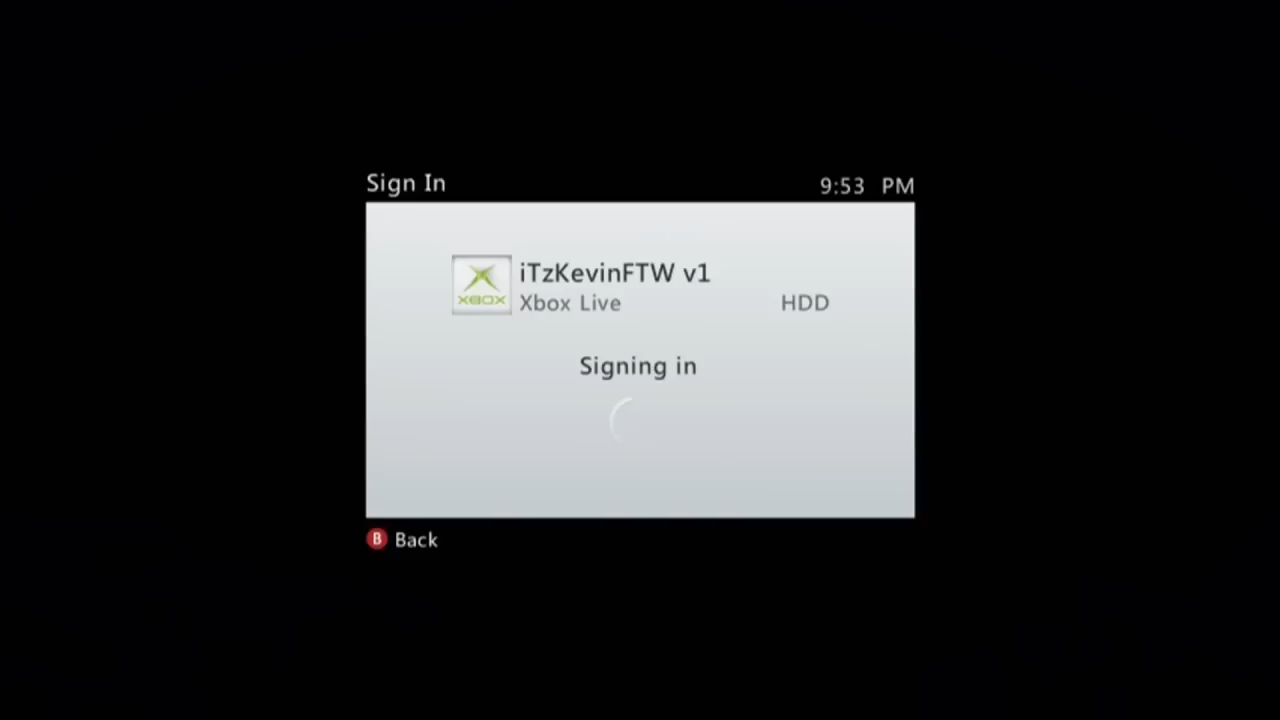 Sign In
9:53 PM
XBOX
iTzKevinFTW v1
Xbox Live
HDD
Signing in
B Back